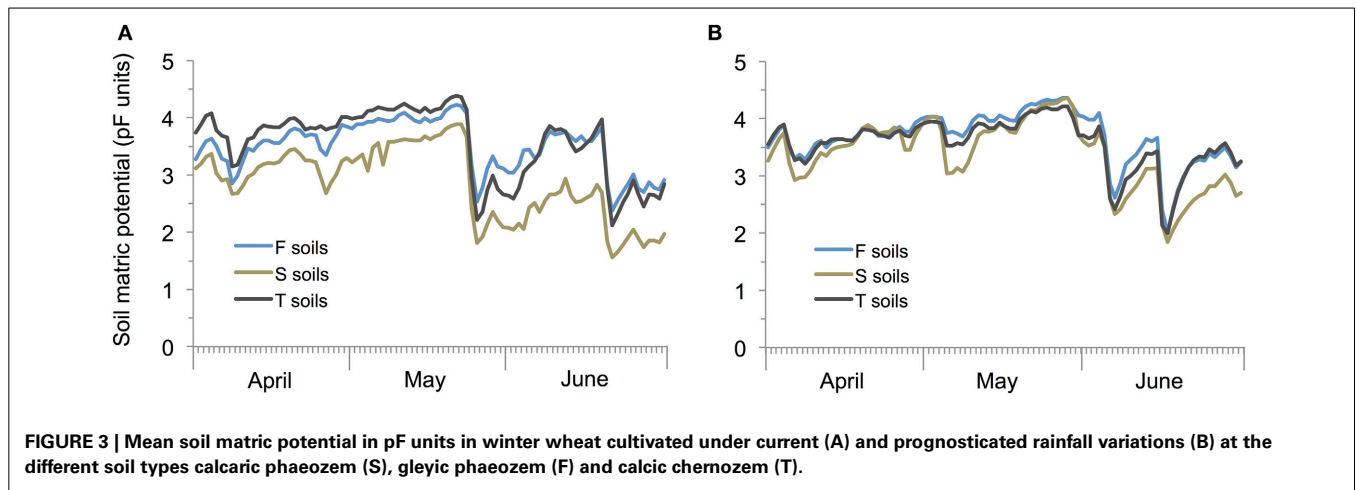 A
Soil matric potential (pF units)
5
4
3
2
1
0
F soils
S soils
T soils
April
May
June
B
5
4
3
2
1
0
F soils
S soils
T soils
April
May
June
FIGURE 3 | Mean soil matric potential in pF units in winter wheat cultivated under current (A) and prognosticated rainfall variations (B) at the
different soil types calcaric phaeozem (S), gleyic phaeozem (F) and calcic chernozem (T).